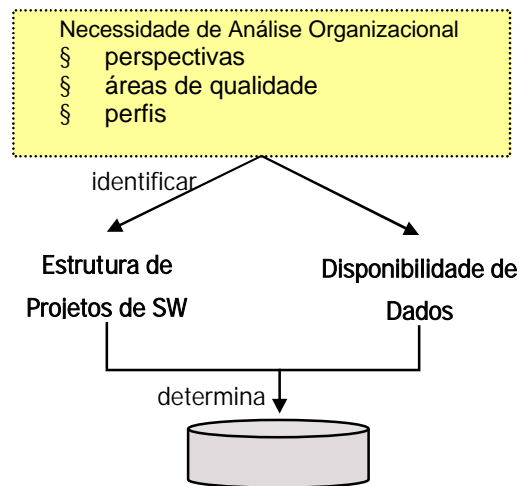 Necessidade de Análise Organizacional
§ perspectivas
§ áreas de qualidade
§ perfis
identificar
Estrutura de
Projetos de SW
Disponibilidade de
Dados
determina